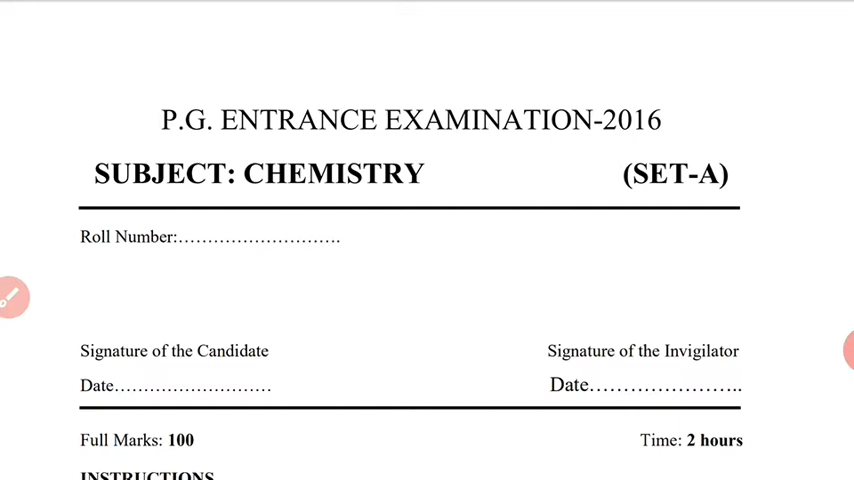 P.G. ENTRANCE EXAMINATION-2016
SUBJECT: CHEMISTRY (SET-A)
Roll Number:............................
Signature of the Candidate Signature of the Invigilator
Date........................... Date.......................
Full Marks: 100 Time: 2 hours
INSTRUCTIONS